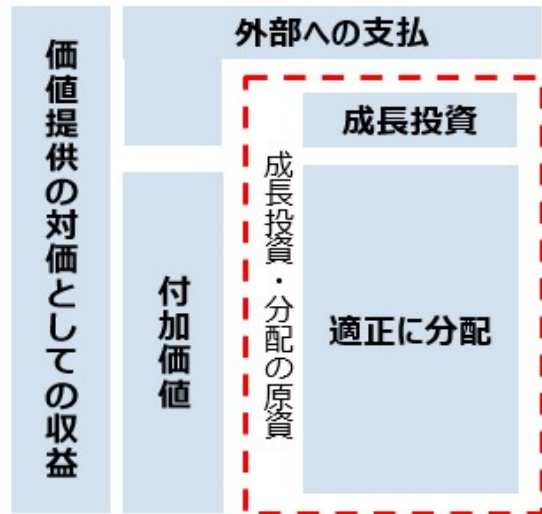 価値提供の対価としての収益
外部への支払
付加価値
成長投資・分配の原資
成長投資
適正に分配